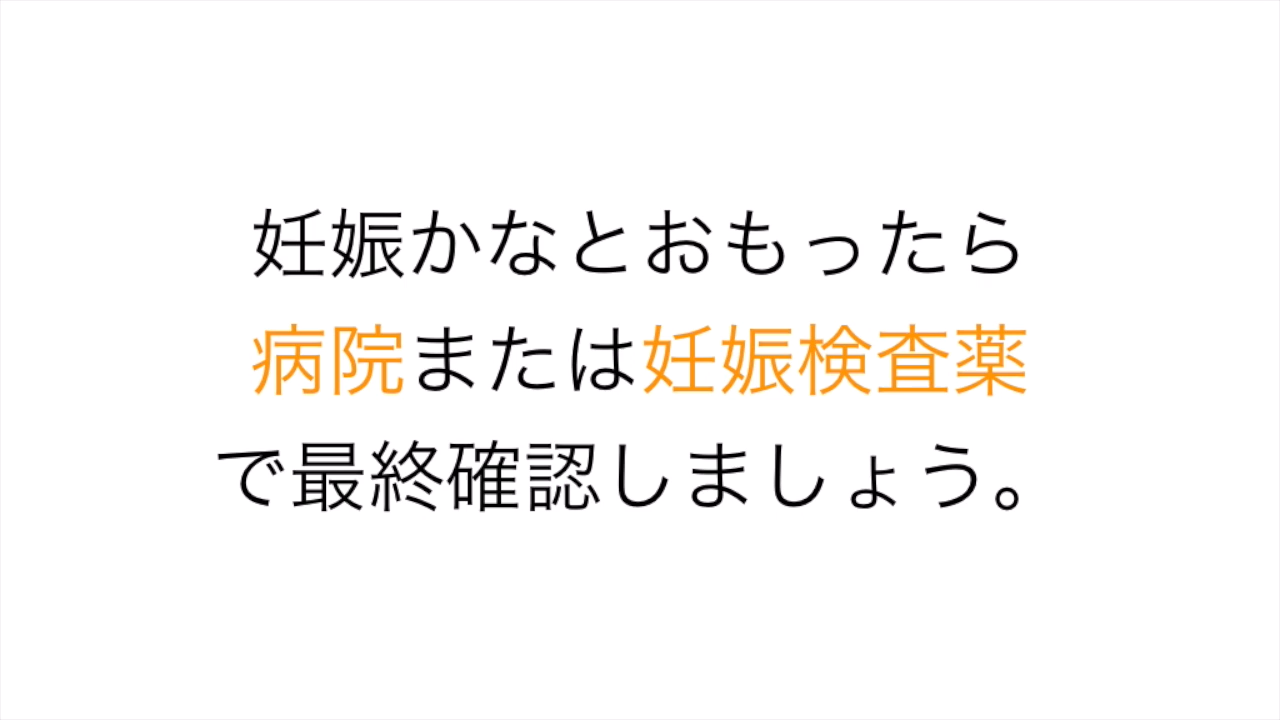 妊娠かなとおもったら
病院または妊娠検査薬
で最終確認しましょう。